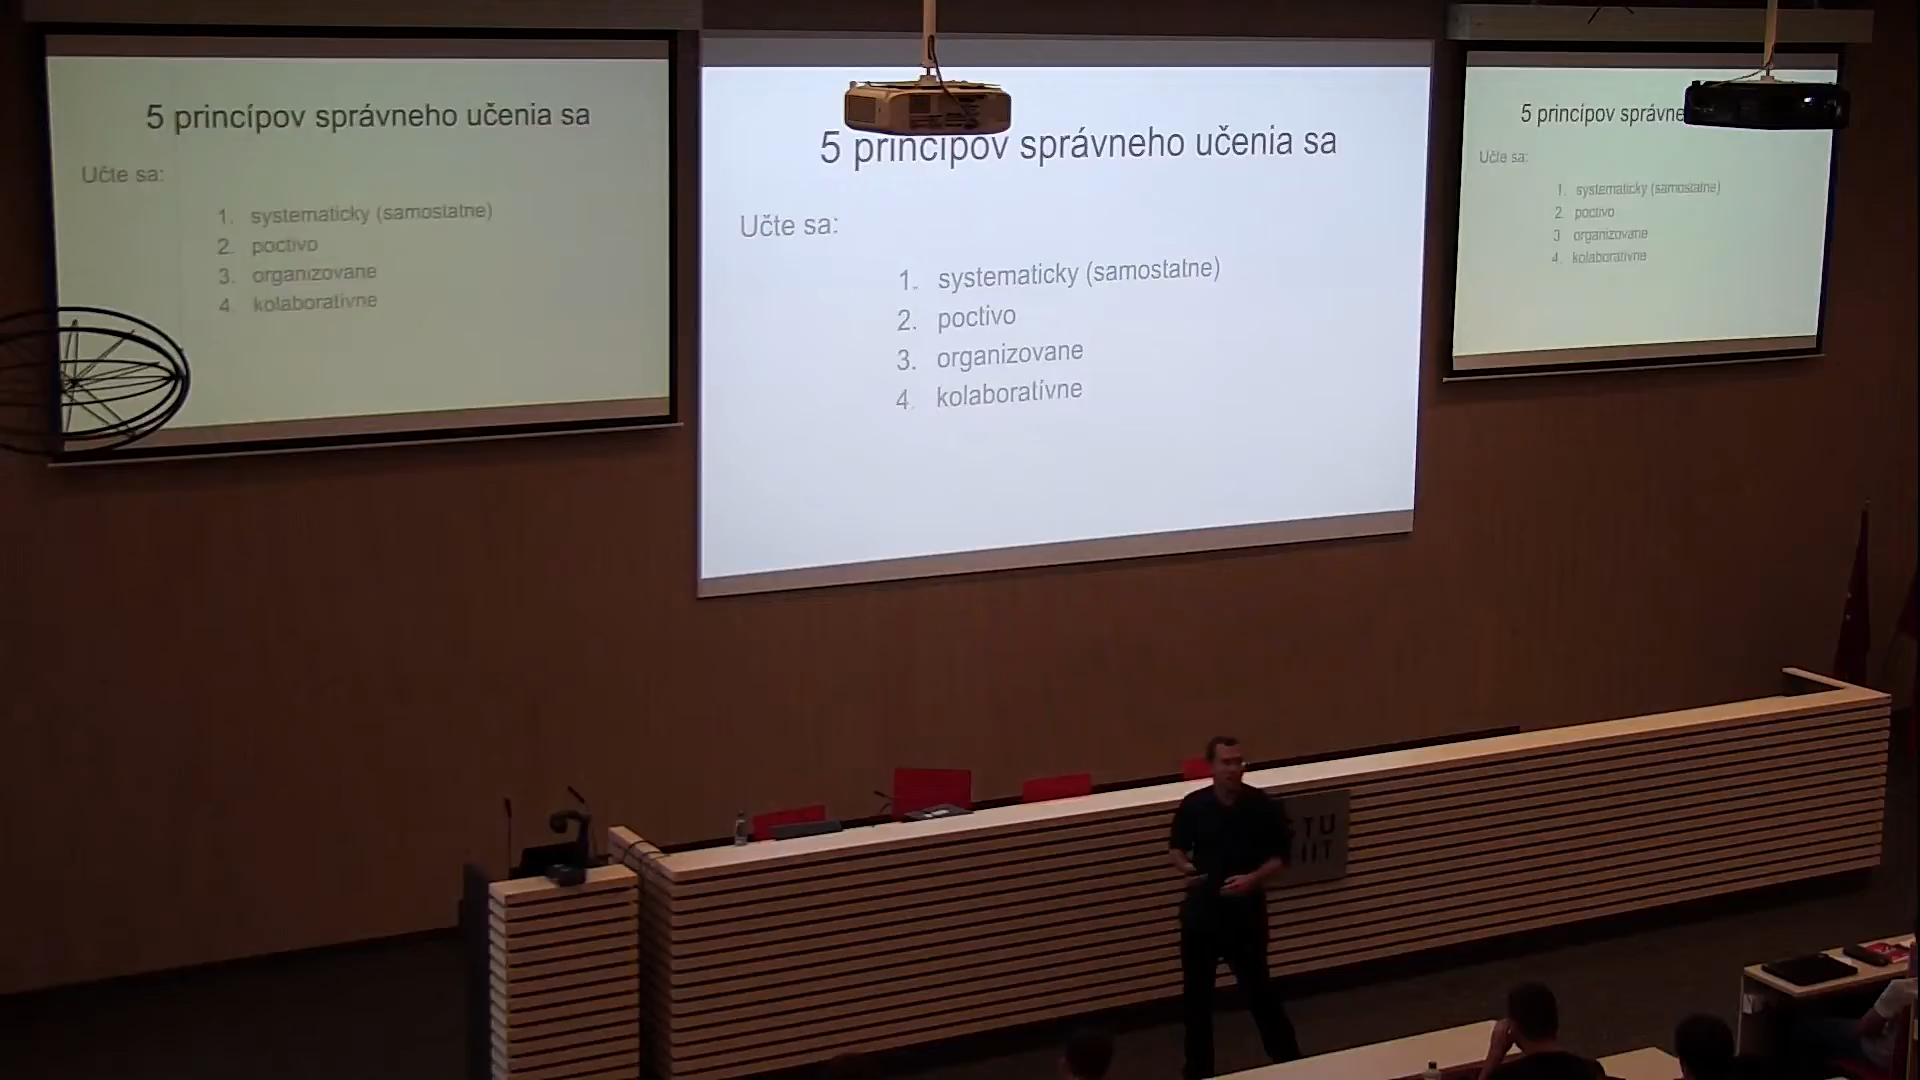 5 princípov správneho učenia sa
Učte sa:
1. systematicky (samostatne)
2. poctivo
3. organizovane
4. kolaboratívne
5 princípov správneho učenia sa
Učte sa:
1. systematicky (samostatne)
2. poctivo
3. organizovane
4. kolaboratívne
5 princípov správne
Učte sa:
1. systematicky (samostatne)
2. poctivo
3. organizovane
4. kolaboratívne
STU
FIIT